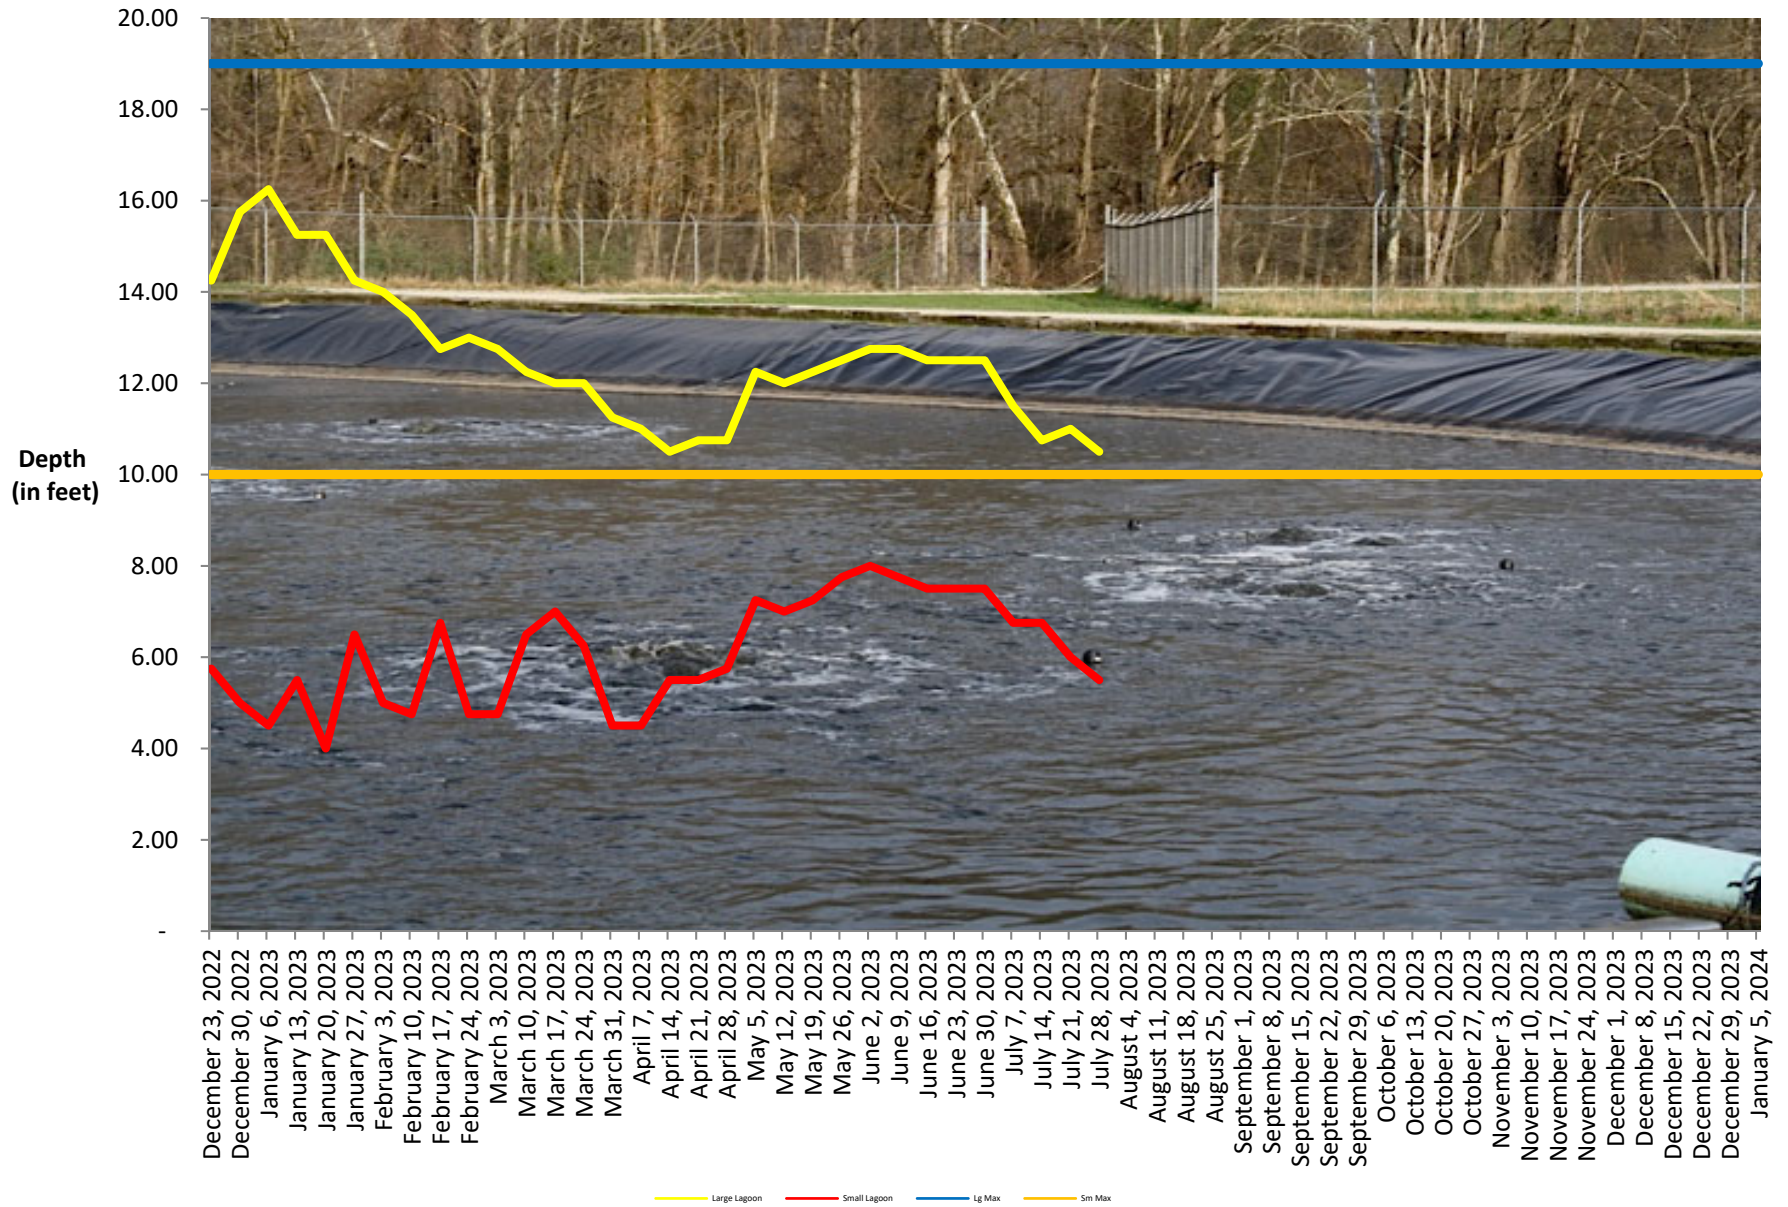 20.00
18.00
16.00
14.00
12.00
10.00
8.00
6.00
4.00
2.00
-
Depth
(in feet)
December 23, 2022
December 30, 2022
January 6, 2023
January 13, 2023
January 20, 2023
January 27, 2023
February 3, 2023
February 10, 2023
February 17, 2023
February 24, 2023
March 3, 2023
March 10, 2023
March 17, 2023
March 24, 2023
March 31, 2023
April 7, 2023
April 14, 2023
April 21, 2023
April 28, 2023
May 5, 2023
May 12, 2023
May 19, 2023
May 26, 2023
June 2, 2023
June 9, 2023
June 16, 2023
June 23, 2023
June 30, 2023
July 7, 2023
July 14, 2023
July 21, 2023
July 28, 2023
August 4, 2023
August 11, 2023
August 18, 2023
August 25, 2023
September 1, 2023
September 8, 2023
September 15, 2023
September 22, 2023
September 29, 2023
October 6, 2023
October 13, 2023
October 20, 2023
October 27, 2023
November 3, 2023
November 10, 2023
November 17, 2023
November 24, 2023
December 1, 2023
December 8, 2023
December 15, 2023
December 22, 2023
December 29, 2023
January 5, 2024
Large Lagoon Small Lagoon Lg Max Sm Max